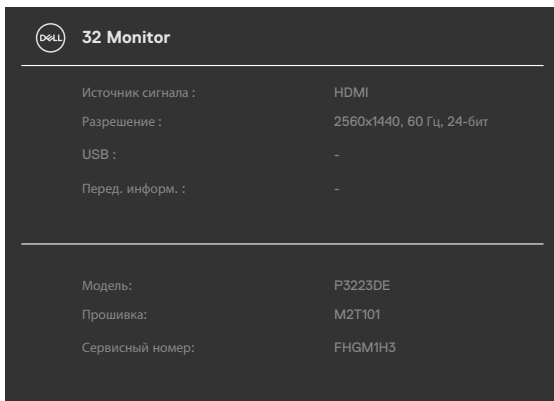 DELL 32 Monitor
Источник сигнала : HDMI
Разрешение : 2560x1440, 60 Гц, 24-бит
USB : -
Перед. информ. : -
Модель: P3223DE
Прошивка: M2T101
Сервисный номер: FHGM1H3